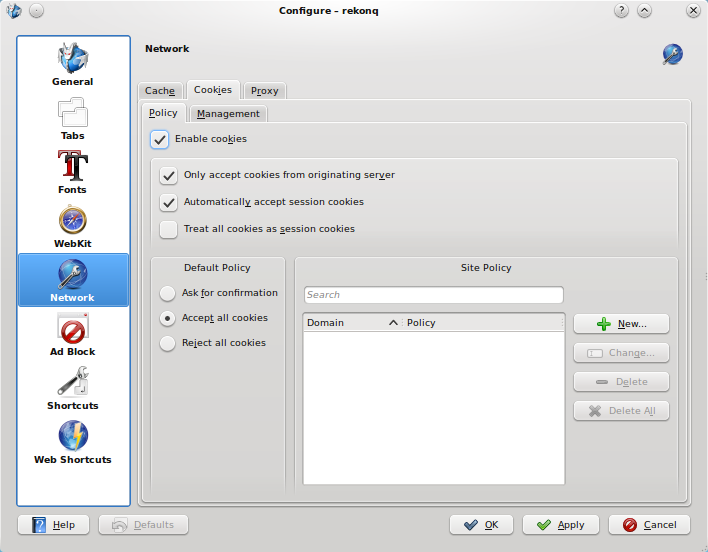 Configure – rekonq
General
Tabs
Fonts
WebKit
Network
Ad Block
Shortcuts
Web Shortcuts
Network
Cache Cookies Proxy
Policy Management
Enable cookies
Only accept cookies from originating server
Automatically accept session cookies
Treat all cookies as session cookies
Default Policy
Ask for confirmation
Accept all cookies
Reject all cookies
Site Policy
Search
Domain Policy
New...
Change...
Delete
Delete All
Help Defaults OK Apply Cancel